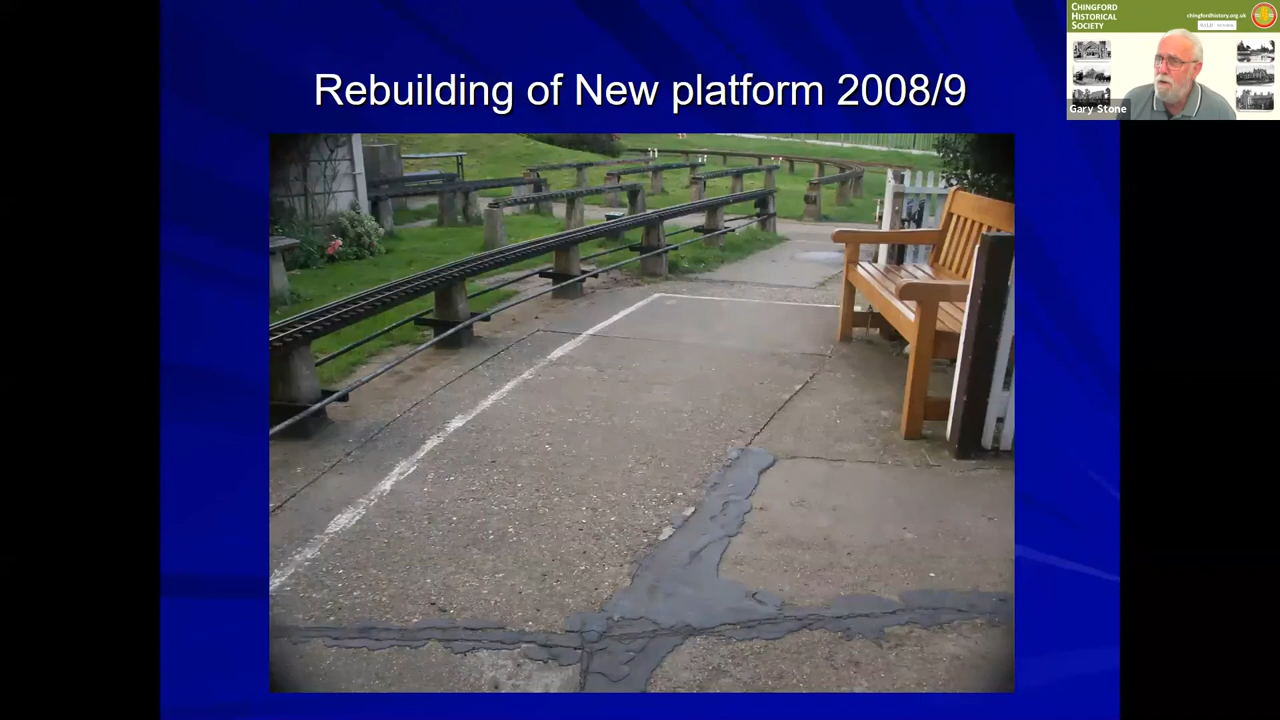 Rebuilding of New platform 2008/9
CHINGFORD
HISTORICAL
SOCIETY
chingfordhistory.org.uk
Gary Stone